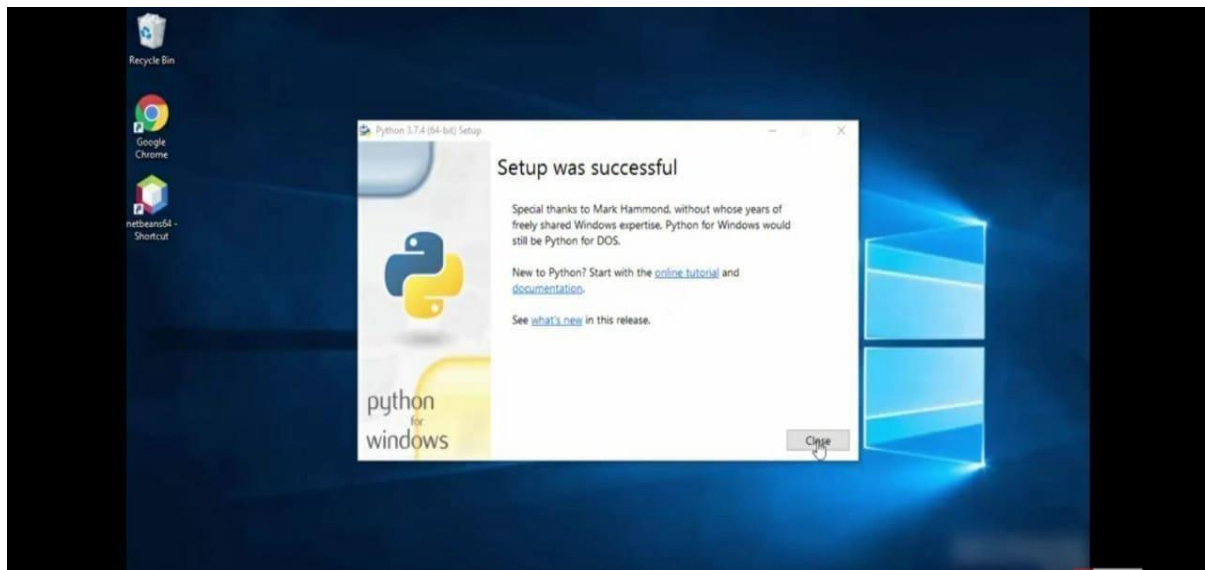 Recycle Bin
Google
Chrome
netbeans64 -
Shortcut
Python 3.7.4 (64-bit) Setup
Setup was successful
Special thanks to Mark Hammond, without whose years of
freely shared Windows expertise, Python for Windows would
still be Python for DOS.
New to Python? Start with the online tutorial and
documentation.
See what's new in this release.
python
for
windows
Close